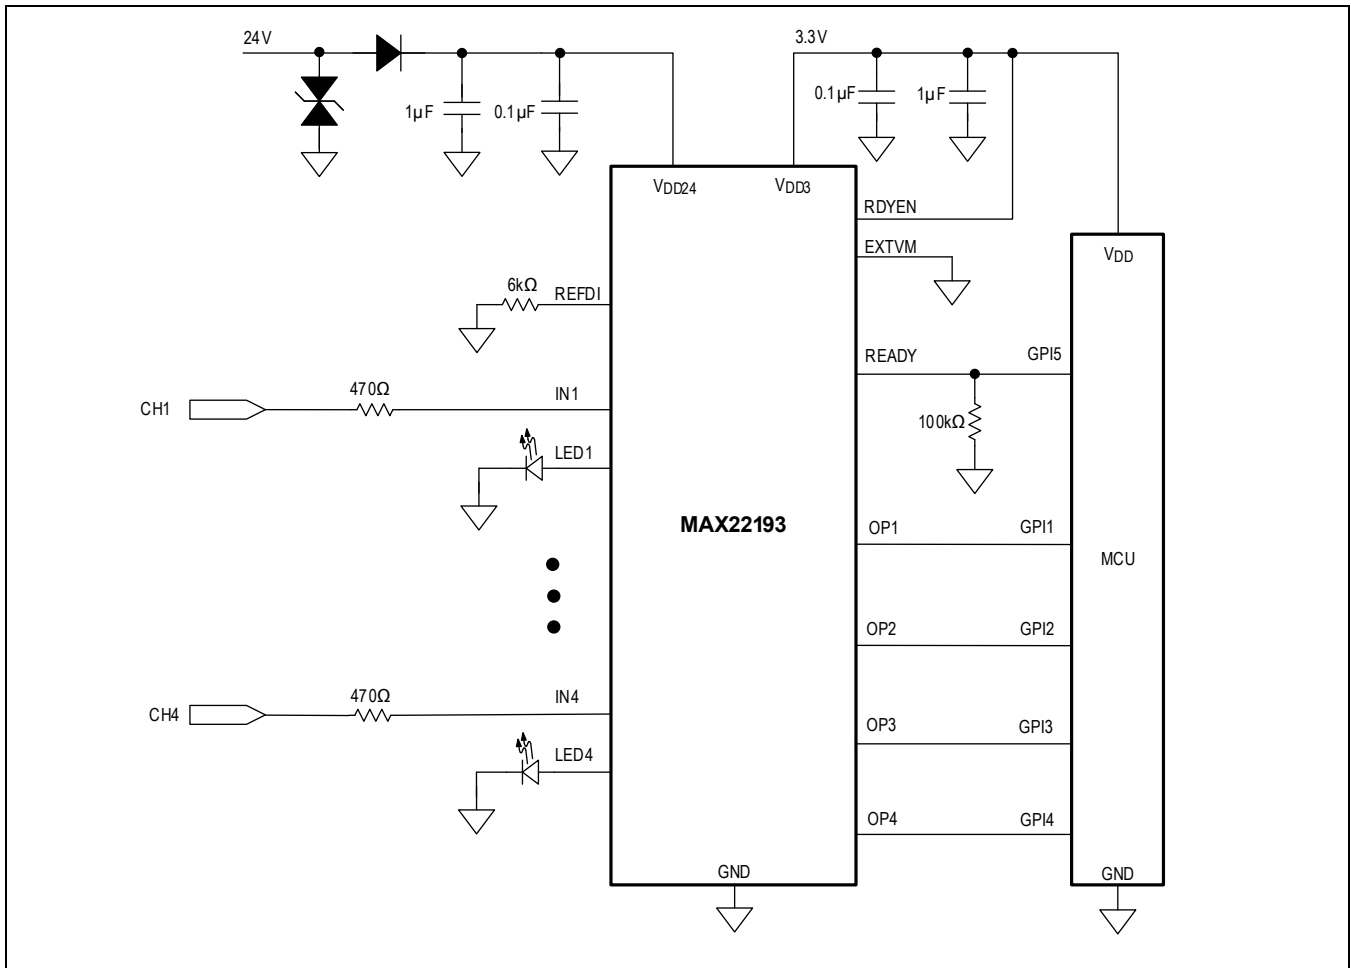 24V
3.3V
1µF
0.1µF
0.1µF
1µF
VDD24
VDD3
RDYEN
EXTVM
VDD
6kΩ
REFDI
READY
GPI5
470Ω
IN1
CH1
100kΩ
LED1
MAX22193
OP1
GPI1
MCU
OP2
GPI2
470Ω
IN4
CH4
OP3
GPI3
LED4
OP4
GPI4
GND
GND